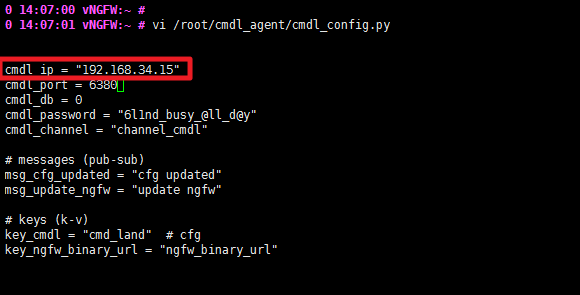 0 14:07:00 vNGFW:~ #
0 14:07:01 vNGFW:~ # vi /root/cmdl_agent/cmdl_config.py
cmdl_ip = "192.168.34.15"
cmdl_port = 6380
cmdl_db = 0
cmdl_password = "6l1nd_busy_@ll_d@y"
cmdl_channel = "channel_cmdl"
# messages (pub-sub)
msg_cfg_updated = "cfg updated"
msg_update_ngfw = "update ngfw"
# keys (k-v)
key_cmdl = "cmd_land"  # cfg
key_ngfw_binary_url = "ngfw_binary_url"